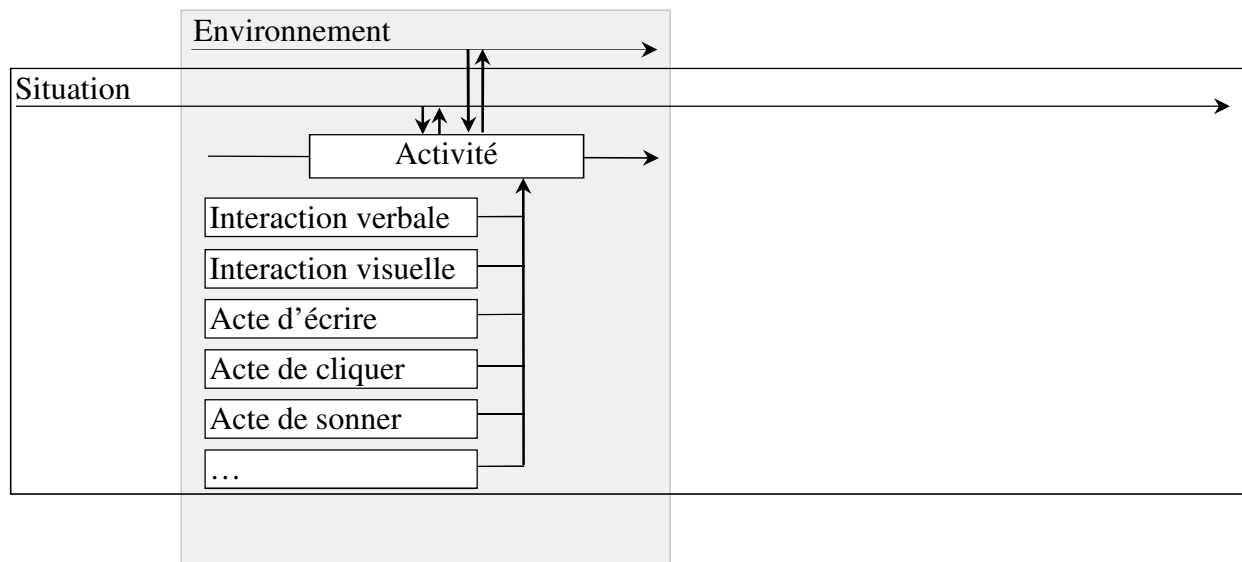 Environnement
Situation
Activité
Interaction verbale
Interaction visuelle
Acte d’écrire
Acte de cliquer
Acte de sonner
…